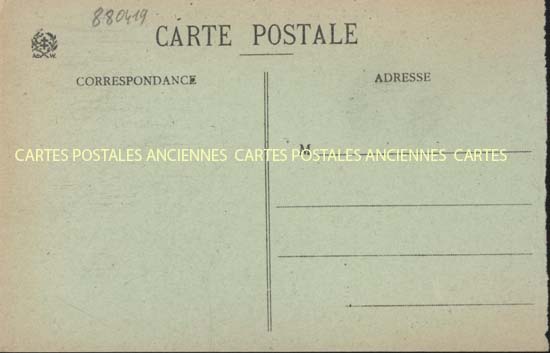 880419
CARTE POSTALE
CORRESPONDANCE
ADRESSE
M
CARTES POSTALES ANCIENNES CARTES POSTALES ANCIENNES CARTES